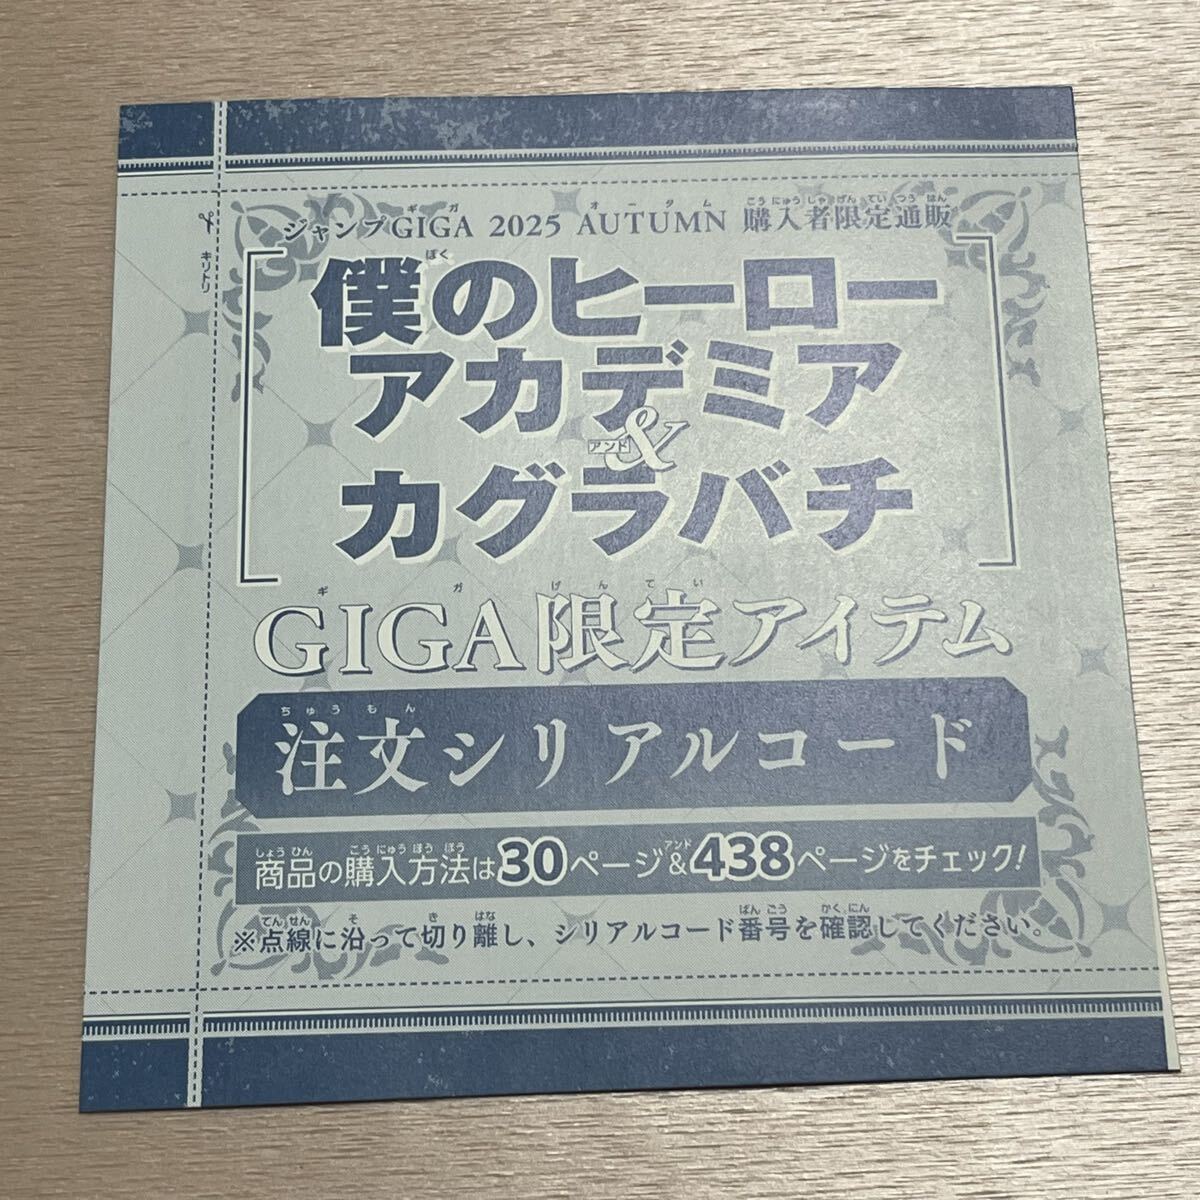 ジャンプGIGA 2025 AUTUMN 購入者限定通販
キリトリ
僕のヒーロー
アカデミア
アンド&
カグラバチ
GIGA限定アイテム
注文シリアルコード
商品の購入方法は30ページ&438ページをチェック!
※点線に沿って切り離し、シリアルコード番号を確認してください。